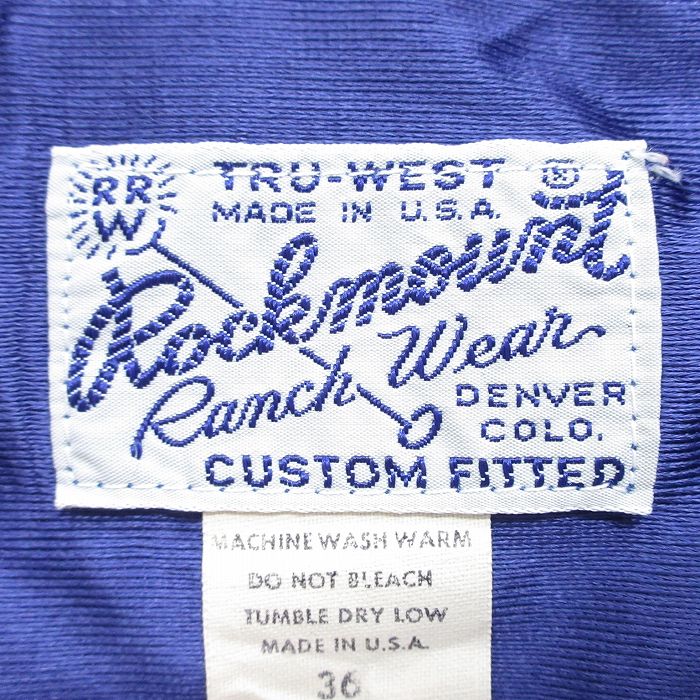 RR
W
TRU-WEST ®
MADE IN U.S.A.
Rockmount
Ranch Wear
DENVER
COLO.
CUSTOM FITTED
MACHINE WASH WARM
DO NOT BLEACH
TUMBLE DRY LOW
MADE IN U.S.A.
36